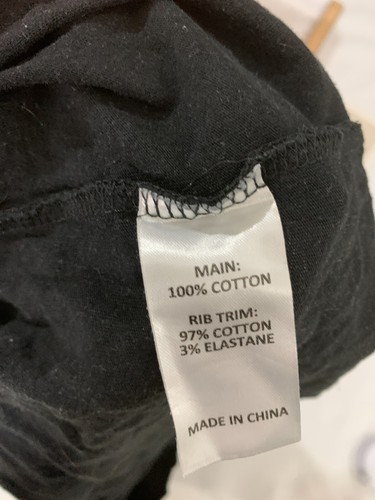 MAIN:
100% COTTON
RIB TRIM:
97% COTTON
3% ELASTANE
MADE IN CHINA